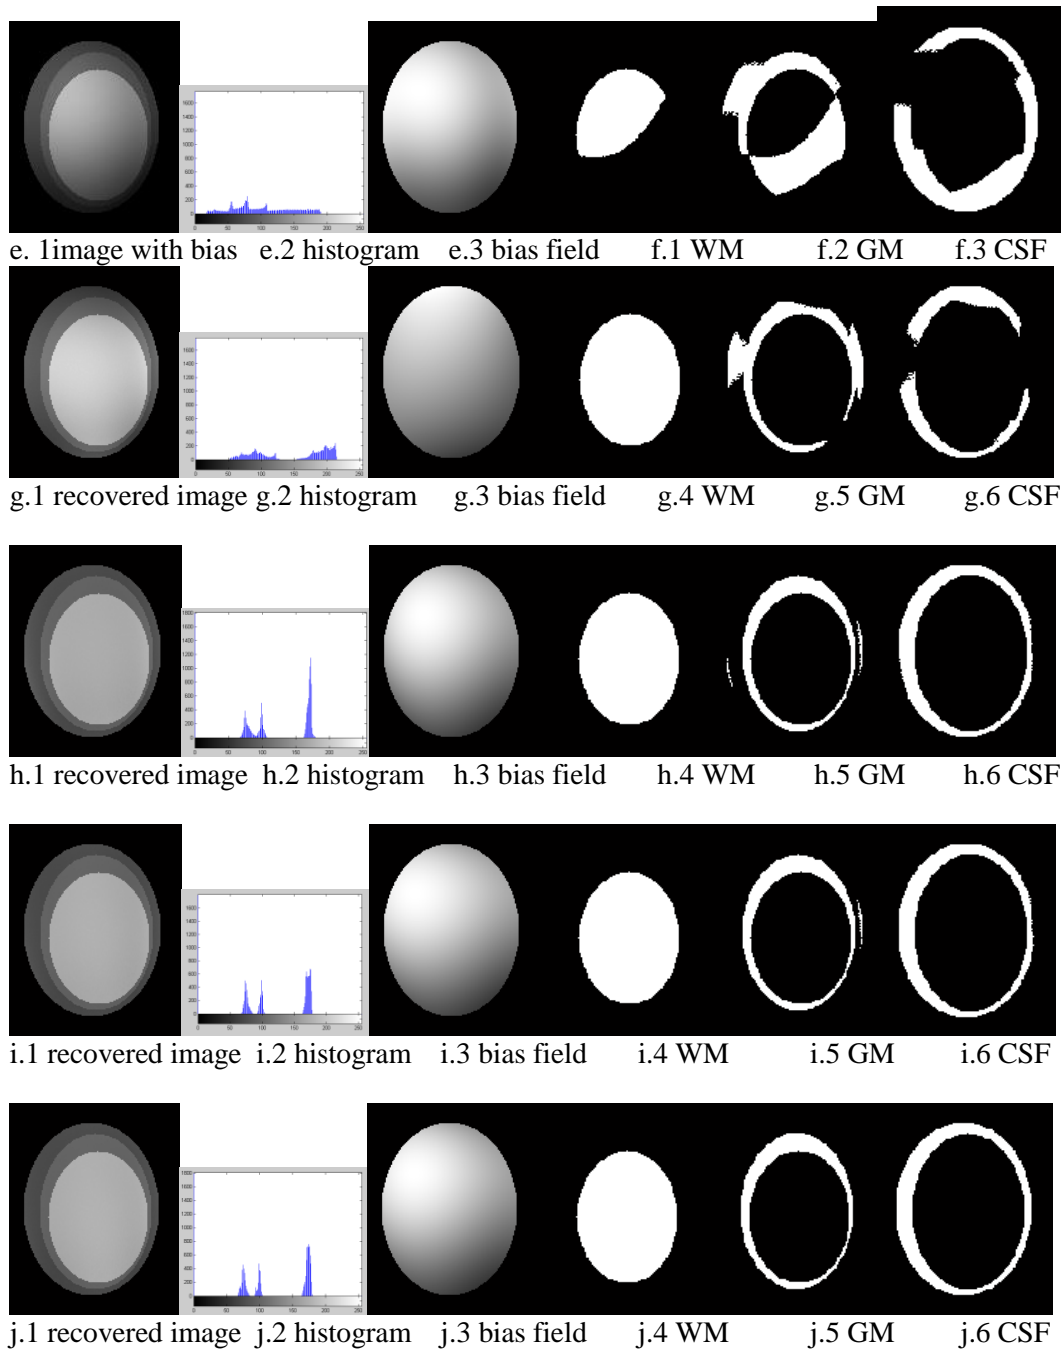 e. 1image with bias e.2 histogram e.3 bias field f.1 WM f.2 GM f.3 CSF
g.1 recovered image g.2 histogram g.3 bias field g.4 WM g.5 GM g.6 CSF
h.1 recovered image h.2 histogram h.3 bias field h.4 WM h.5 GM h.6 CSF
i.1 recovered image i.2 histogram i.3 bias field i.4 WM i.5 GM i.6 CSF
j.1 recovered image j.2 histogram j.3 bias field j.4 WM j.5 GM j.6 CSF